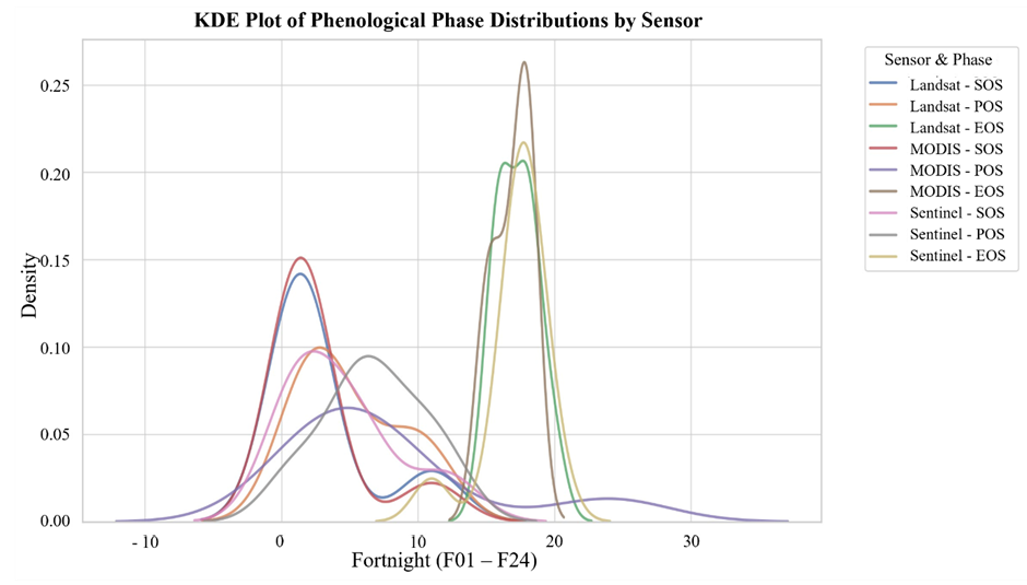 KDE Plot of Phenological Phase Distributions by Sensor
Sensor & Phase
Landsat - SOS
Landsat - POS
Landsat - EOS
MODIS - SOS
MODIS - POS
MODIS - EOS
Sentinel - SOS
Sentinel - POS
Sentinel - EOS
Density
0.25
0.20
0.15
0.10
0.05
0.00
- 10
0
10
20
30
Fortnight (F01 – F24)